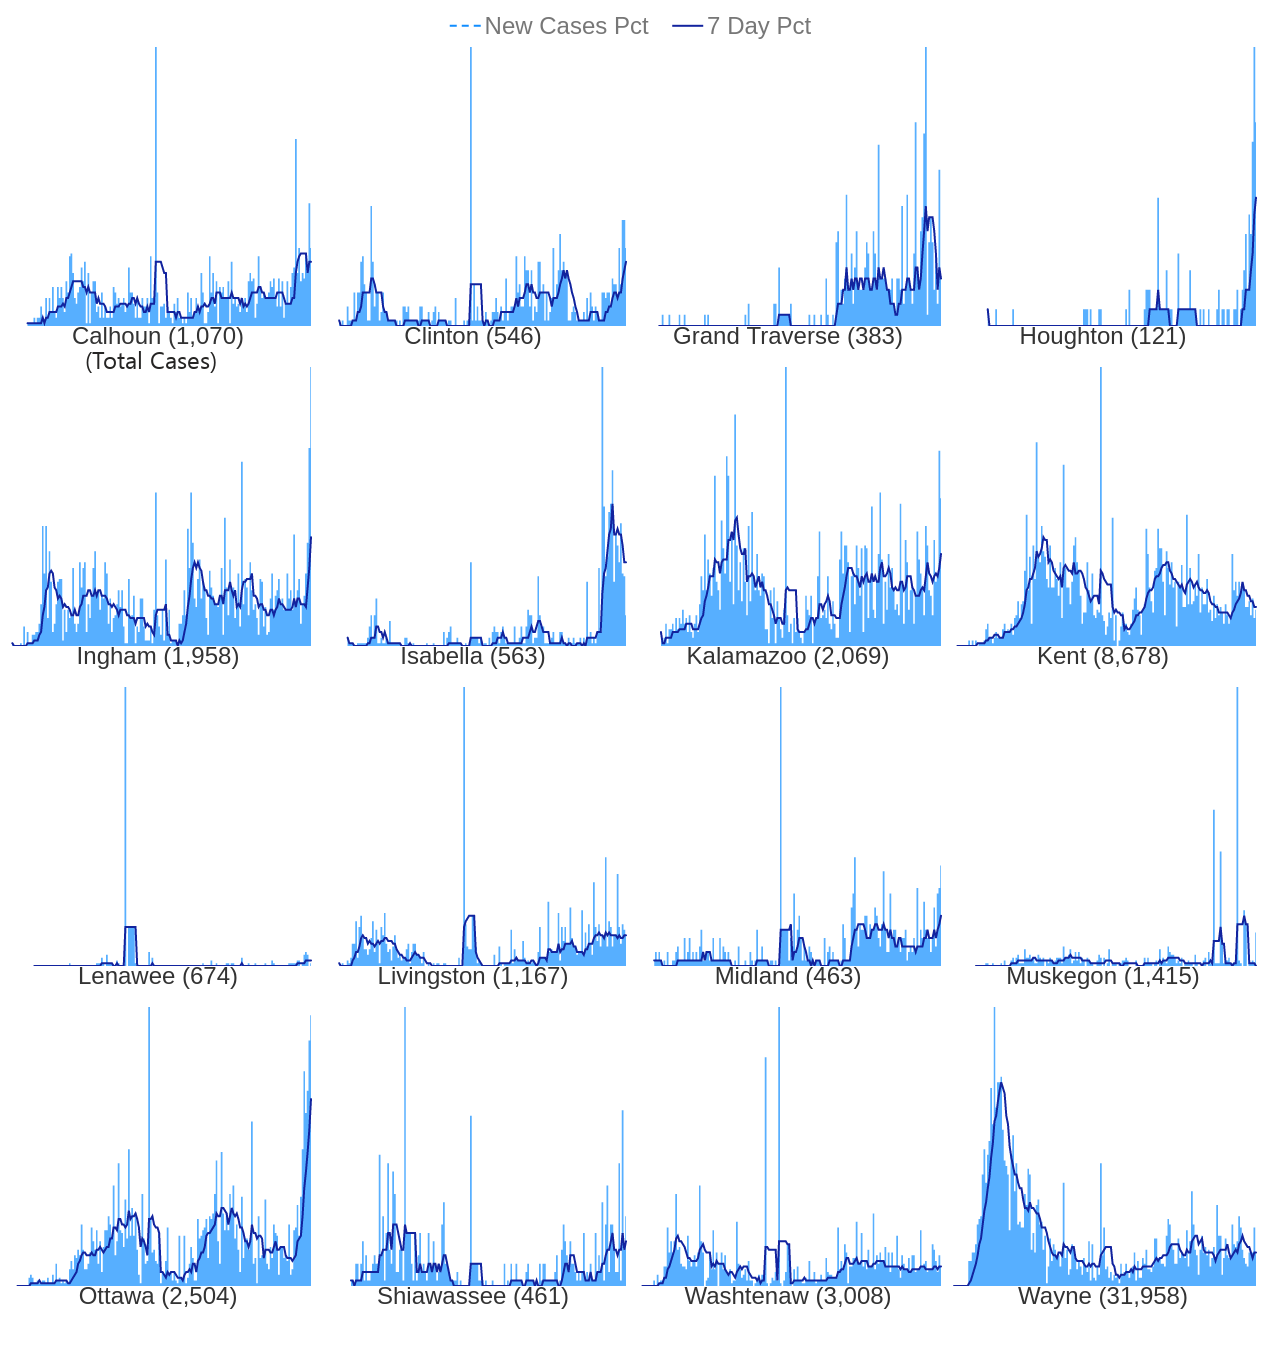 New Cases Pct 7 Day Pct
Calhoun (1,070) Clinton (546) Grand Traverse (383) Houghton (121)
(Total Cases)
Ingham (1,958) Isabella (563) Kalamazoo (2,069) Kent (8,678)
Lenawee (674) Livingston (1,167) Midland (463) Muskegon (1,415)
Ottawa (2,504) Shiawassee (461) Washtenaw (3,008) Wayne (31,958)